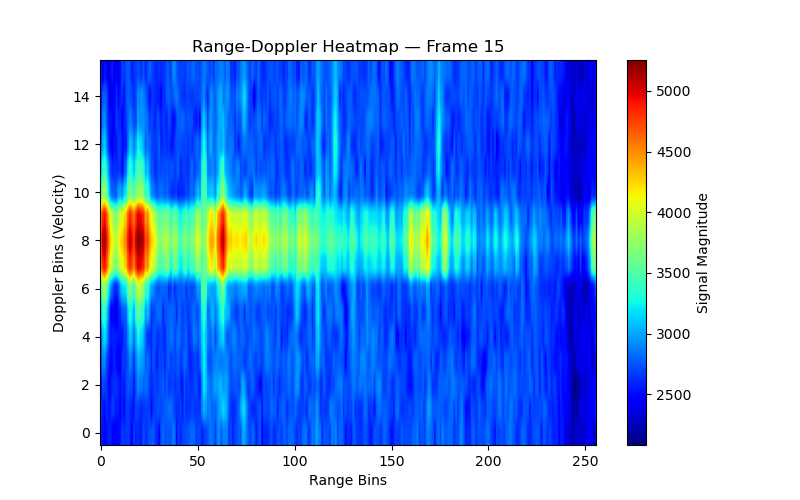 Range-Doppler Heatmap — Frame 15
Doppler Bins (Velocity)
14
12
10
8
6
4
2
0
0 50 100 150 200 250
Range Bins
5000
4500
4000
3500
3000
2500
Signal Magnitude